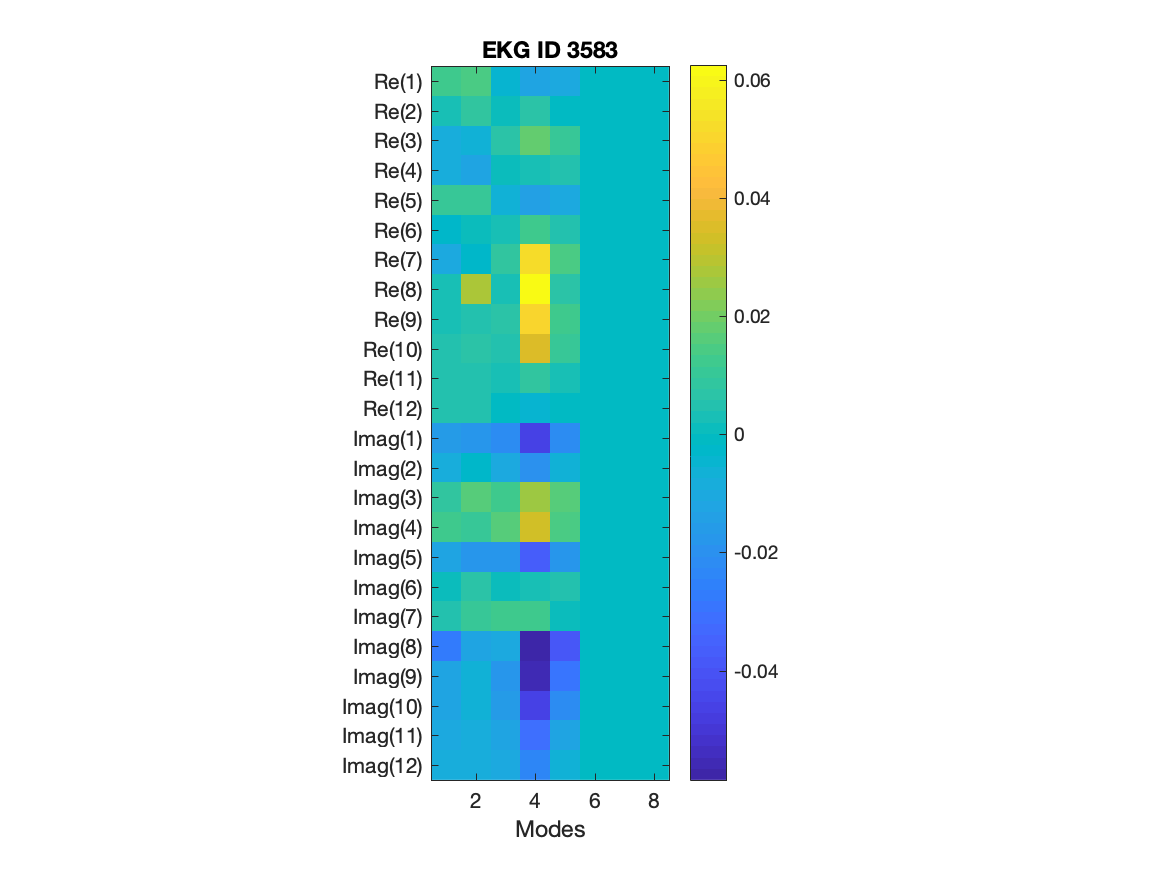 EKG ID 3583
Re(1)
Re(2)
Re(3)
Re(4)
Re(5)
Re(6)
Re(7)
Re(8)
Re(9)
Re(10)
Re(11)
Re(12)
Imag(1)
Imag(2)
Imag(3)
Imag(4)
Imag(5)
Imag(6)
Imag(7)
Imag(8)
Imag(9)
Imag(10)
Imag(11)
Imag(12)
2 4 6 8
Modes
0.06
0.04
0.02
0
-0.02
-0.04